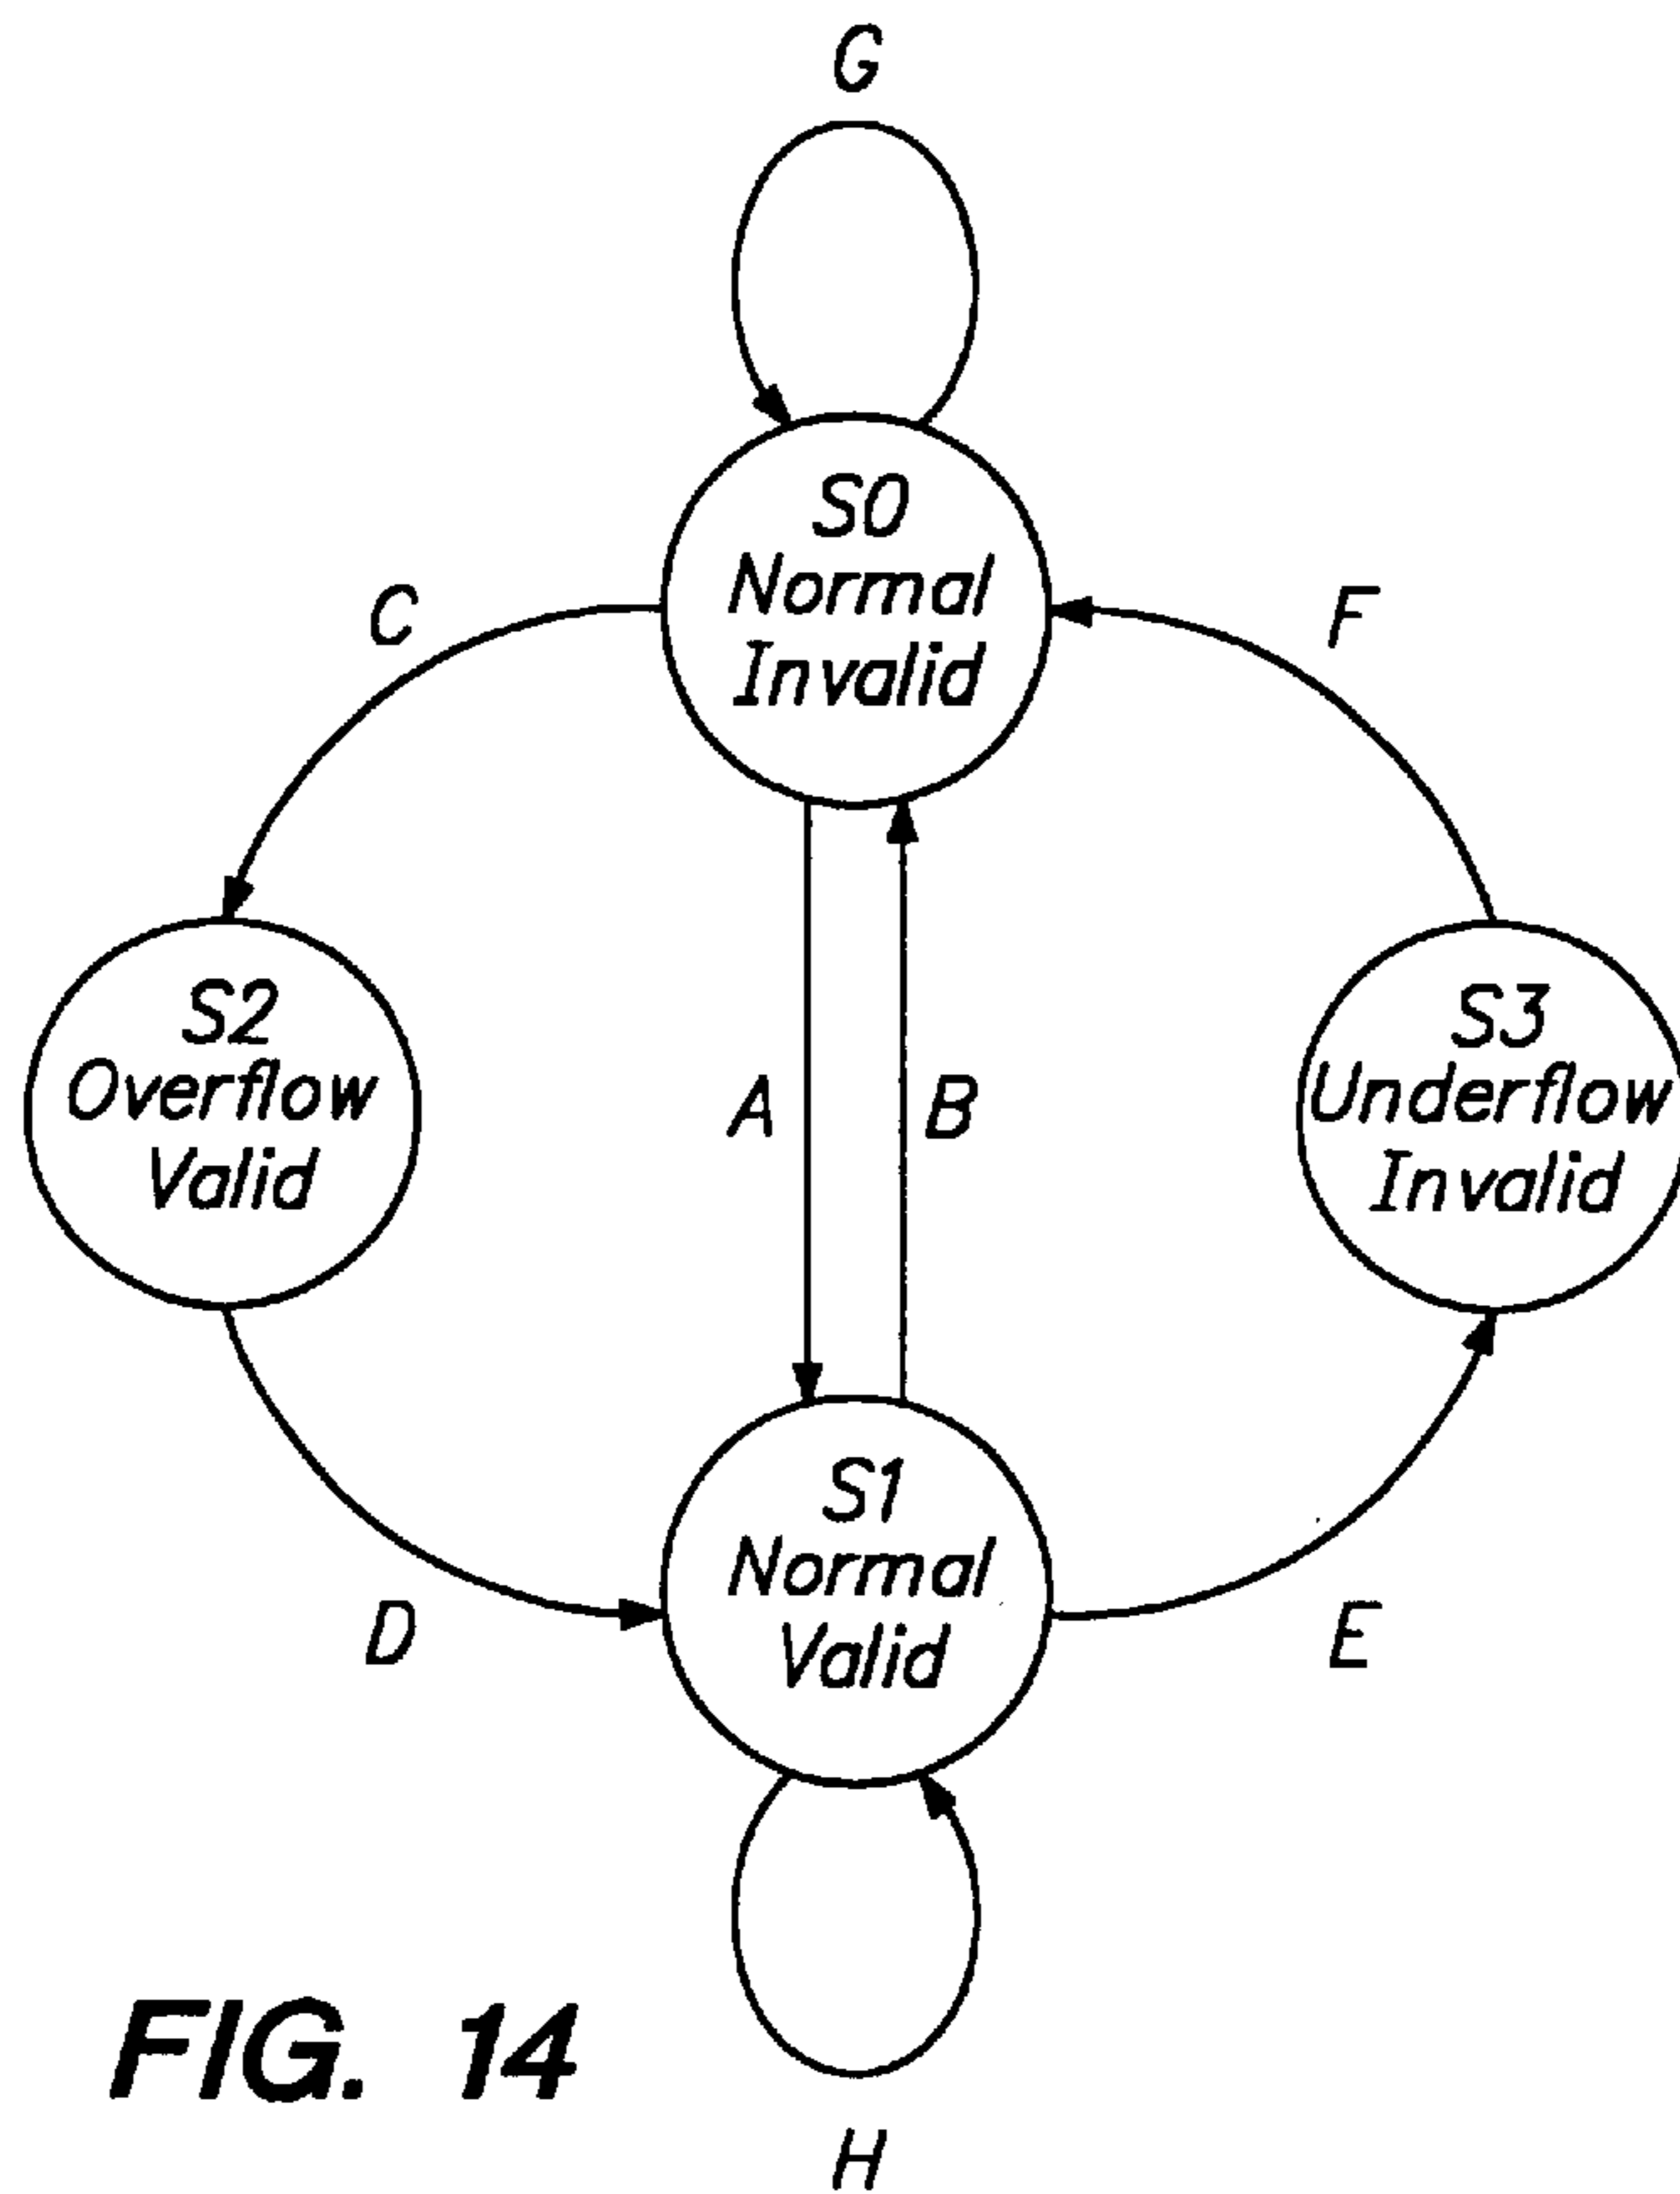 G
S0
Normal
Invalid
C
F
S2
Overflow
Valid
S3
Underflow
Invalid
A
B
S1
Normal
Valid
D
E
FIG. 14
H